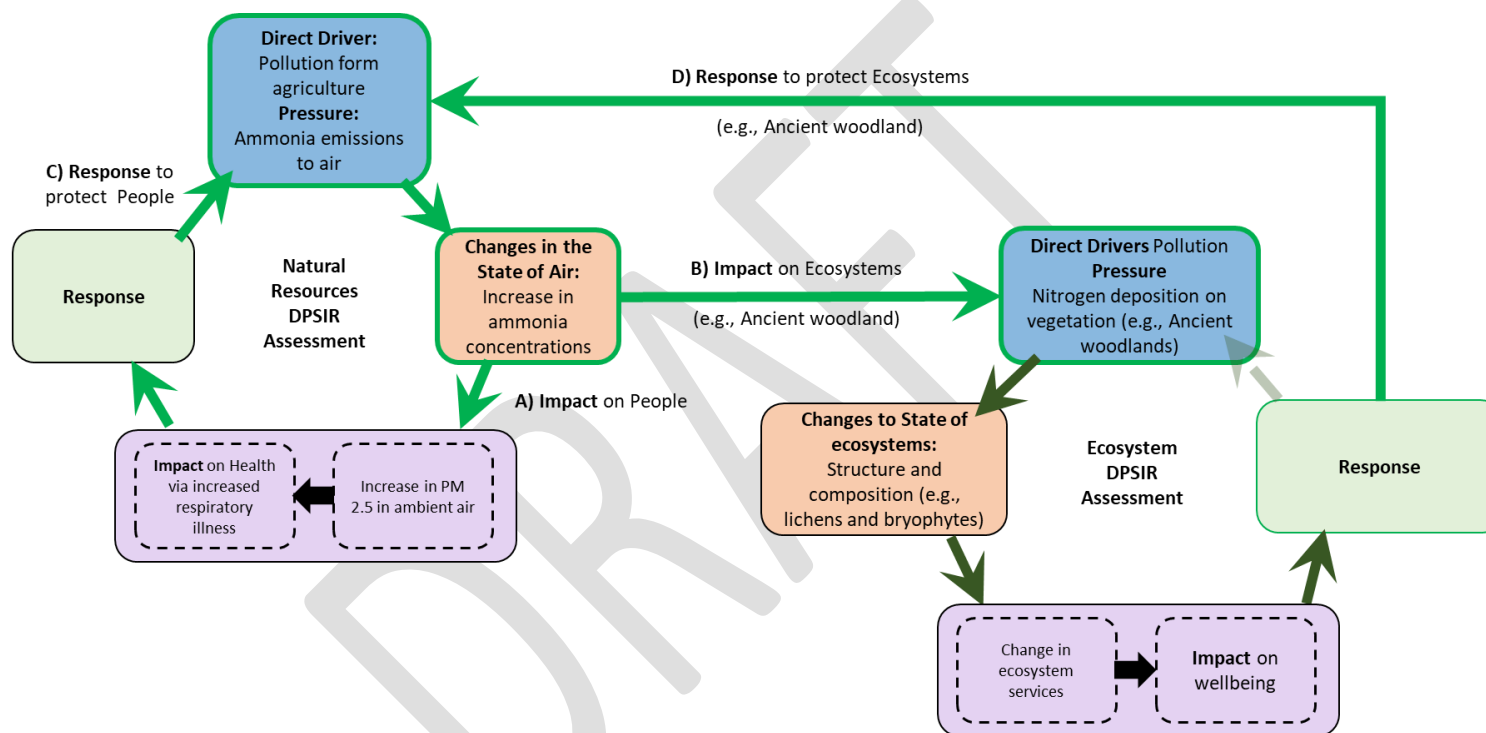 Direct Driver:
Pollution form
agriculture
Pressure:
Ammonia emissions
to air
D) Response to protect Ecosystems
(e.g., Ancient woodland)
C) Response to
protect People
Response
Natural
Resources
DPSIR
Assessment
Changes in the
State of Air:
Increase in
ammonia
concentrations
B) Impact on Ecosystems
(e.g., Ancient woodland)
Direct Drivers Pollution
Pressure
Nitrogen deposition on
vegetation (e.g., Ancient
woodlands)
A) Impact on People
Impact on Health
via increased
respiratory
illness
Increase in PM
2.5 in ambient air
Changes to State of
ecosystems:
Structure and
composition (e.g.,
lichens and bryophytes)
Ecosystem
DPSIR
Assessment
Response
Change in
ecosystem
services
Impact on
wellbeing
DRAFT